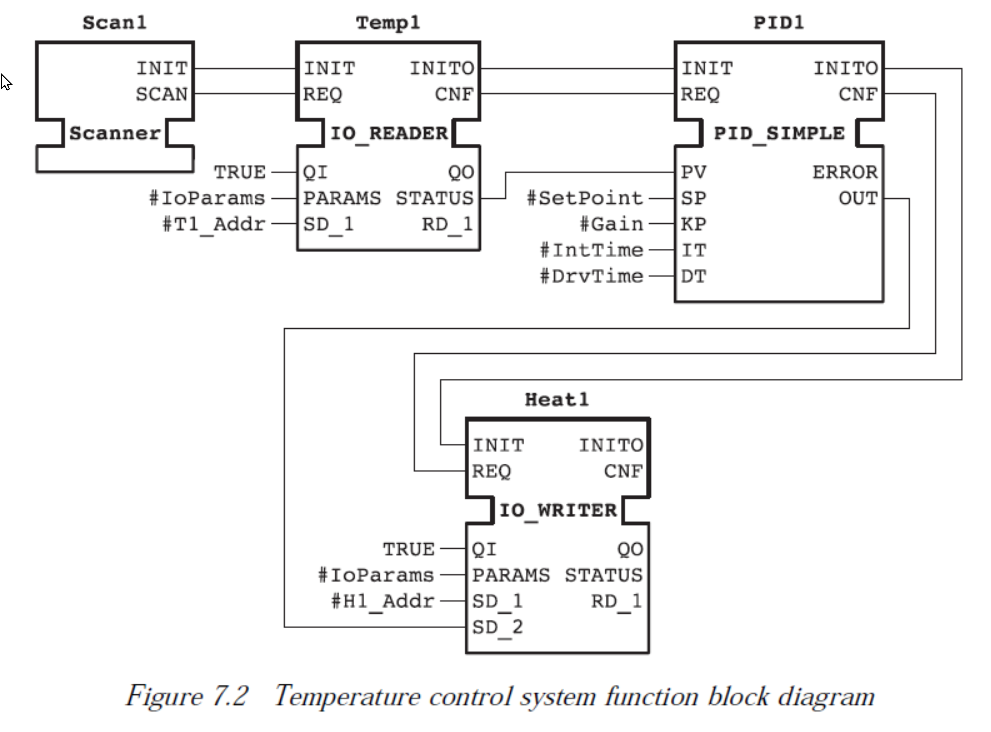 Scan1
INIT
SCAN
Scanner
Temp1
INIT INITO
REQ CNF
IO_READER
TRUE QI QO
#IoParams PARAMS STATUS
#T1_Addr SD_1 RD_1
PID1
INIT INITO
REQ CNF
PID_SIMPLE
PV ERROR
#SetPoint SP OUT
#Gain KP
#IntTime IT
#DrvTime DT
Heat1
INIT INITO
REQ CNF
IO_WRITER
TRUE QI QO
#IoParams PARAMS STATUS
#H1_Addr SD_1 RD_1
SD_2
Figure 7.2 Temperature control system function block diagram